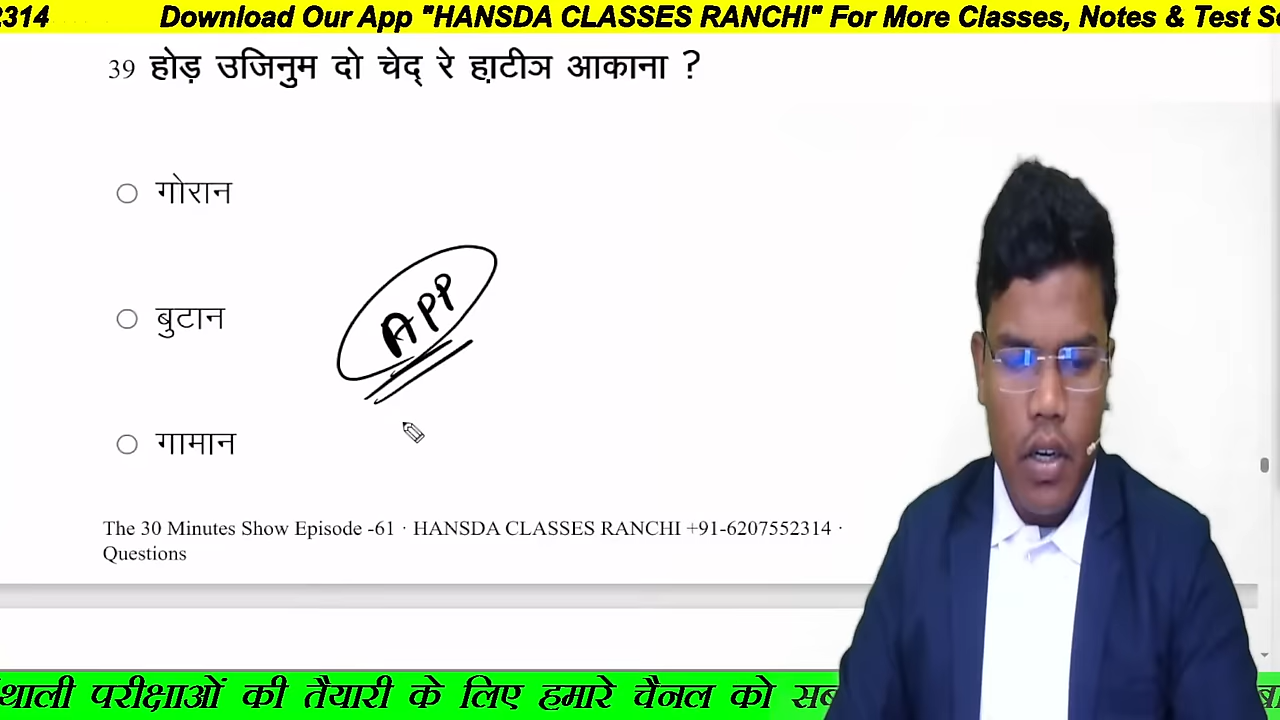 2314 Download Our App "HANSDA CLASSES RANCHI" For More Classes, Notes & Test
39 होड़ उजिनुम दो चेद् रे हा़टीञ आकाना ?
गोरान
बुटान
APP
गामान
The 30 Minutes Show Episode -61 · HANSDA CLASSES RANCHI +91-6207552314 ·
Questions
परीक्षाओं की तैयारी के लिए हमारे चैनल को